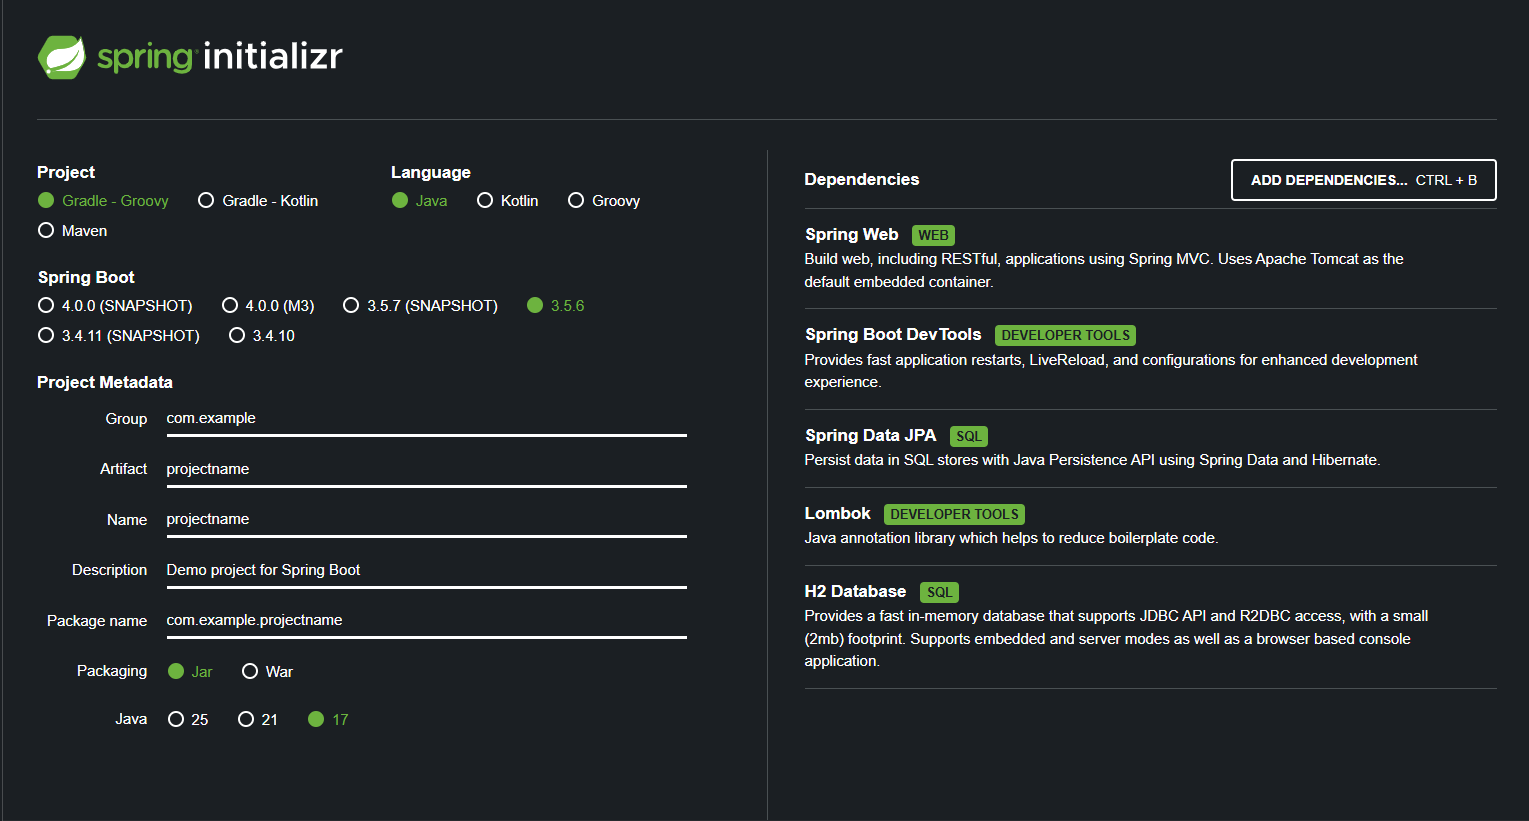 spring initializr
Project
Gradle - Groovy Gradle - Kotlin
Maven
Language
Java Kotlin Groovy
Spring Boot
4.0.0 (SNAPSHOT) 4.0.0 (M3) 3.5.7 (SNAPSHOT) 3.5.6
3.4.11 (SNAPSHOT) 3.4.10
Project Metadata
Group com.example
Artifact projectname
Name projectname
Description Demo project for Spring Boot
Package name com.example.projectname
Packaging Jar War
Java 25 21 17
Dependencies
ADD DEPENDENCIES... CTRL + B
Spring Web WEB
Build web, including RESTful, applications using Spring MVC. Uses Apache Tomcat as the
default embedded container.
Spring Boot DevTools DEVELOPER TOOLS
Provides fast application restarts, LiveReload, and configurations for enhanced development
experience.
Spring Data JPA SQL
Persist data in SQL stores with Java Persistence API using Spring Data and Hibernate.
Lombok DEVELOPER TOOLS
Java annotation library which helps to reduce boilerplate code.
H2 Database SQL
Provides a fast in-memory database that supports JDBC API and R2DBC access, with a small
(2mb) footprint. Supports embedded and server modes as well as a browser based console
application.